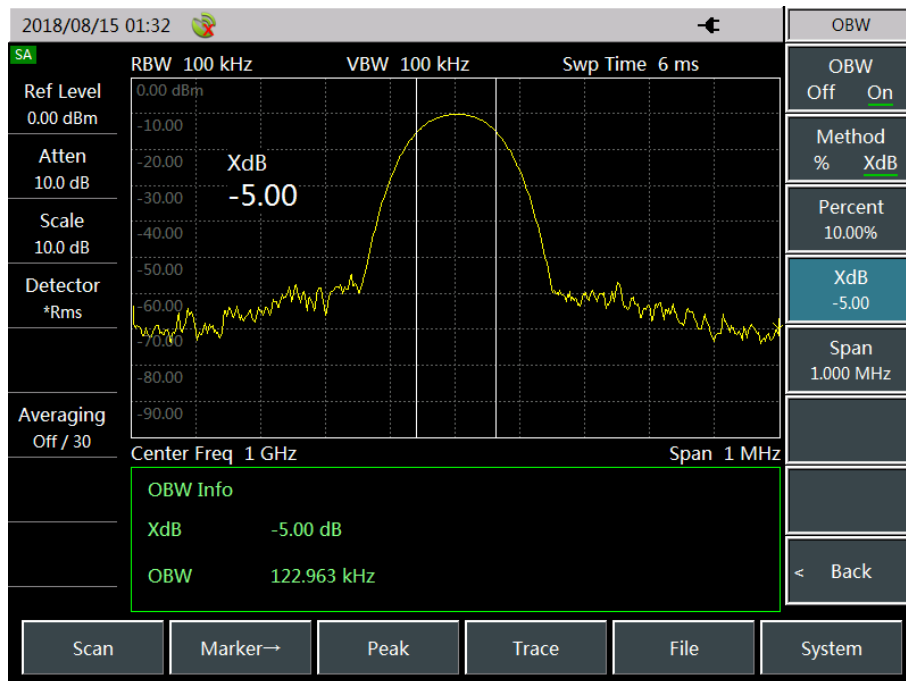 2018/08/15 01:32
OBW
SA
RBW 100 kHz
VBW 100 kHz
Swp Time 6 ms
Ref Level
0.00 dBm
Atten
10.0 dB
Scale
10.0 dB
Detector
*Rms
Averaging
Off / 30
0.00 dBm
-10.00
-20.00
-30.00
-40.00
-50.00
-60.00
-70.00
-80.00
-90.00
XdB
-5.00
Center Freq 1 GHz
Span 1 MHz
OBW Info
XdB -5.00 dB
OBW 122.963 kHz
OBW
Off On
Method
% XdB
Percent
10.00%
XdB
-5.00
Span
1.000 MHz
< Back
Scan
Marker→
Peak
Trace
File
System